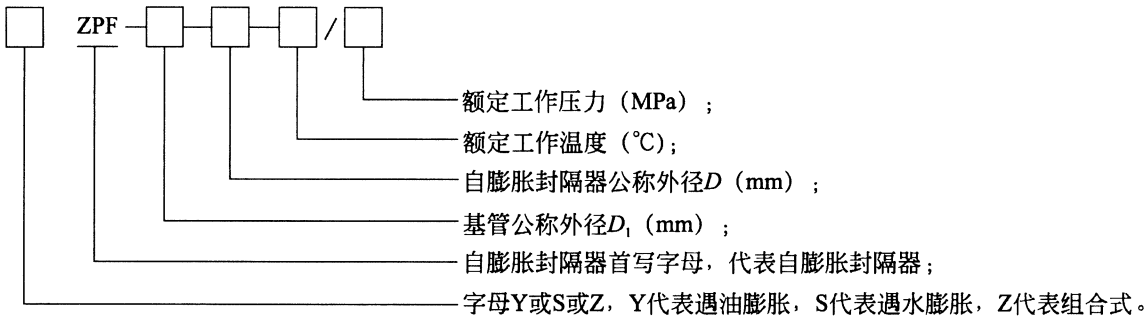 □ ZPF-□-□-□/□
额定工作压力（MPa）；
额定工作温度（℃）；
自膨胀封隔器公称外径D（mm）；
基管公称外径D₁（mm）；
自膨胀封隔器首写字母，代表自膨胀封隔器；
字母Y或S或Z，Y代表遇油膨胀，S代表遇水膨胀，Z代表组合式。